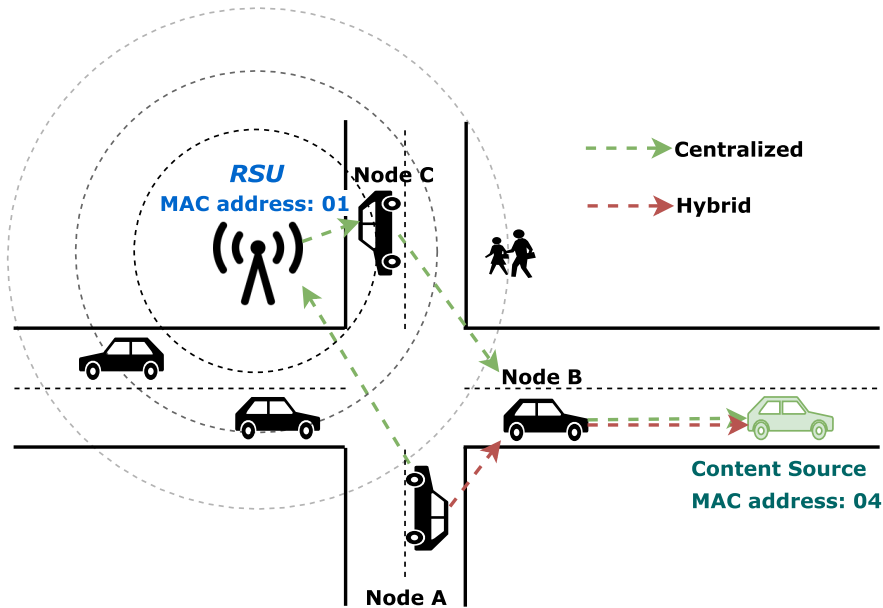 Centralized
RSU
Node C
MAC address: 01
Hybrid
Node B
Content Source
MAC address: 04
Node A